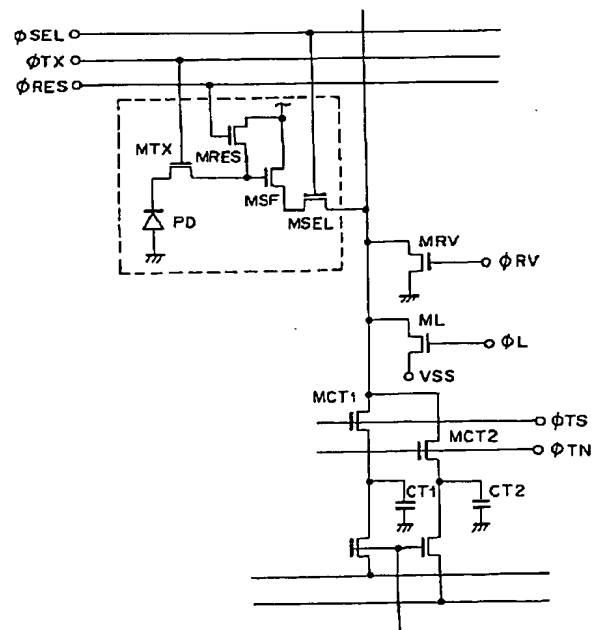 ϕSEL
ϕTX
ϕRES
MTX
MRES
MSF
MSEL
PD
MRV
ϕRV
ML
ϕL
VSS
MCT1
ϕTS
MCT2
ϕTN
CT1
CT2